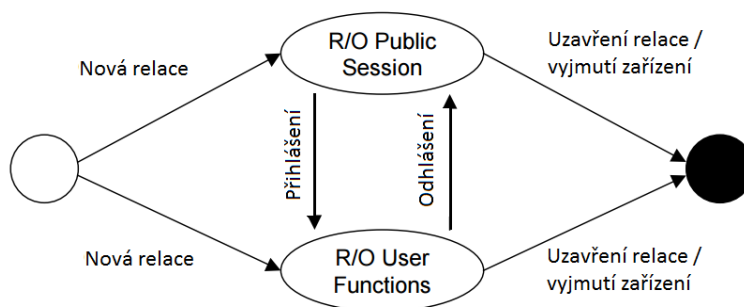 R/O Public
Session
Nová relace
Uzavření relace /
vyjmutí zařízení
Přihlášení
Odhlášení
Nová relace
R/O User
Functions
Uzavření relace /
vyjmutí zařízení